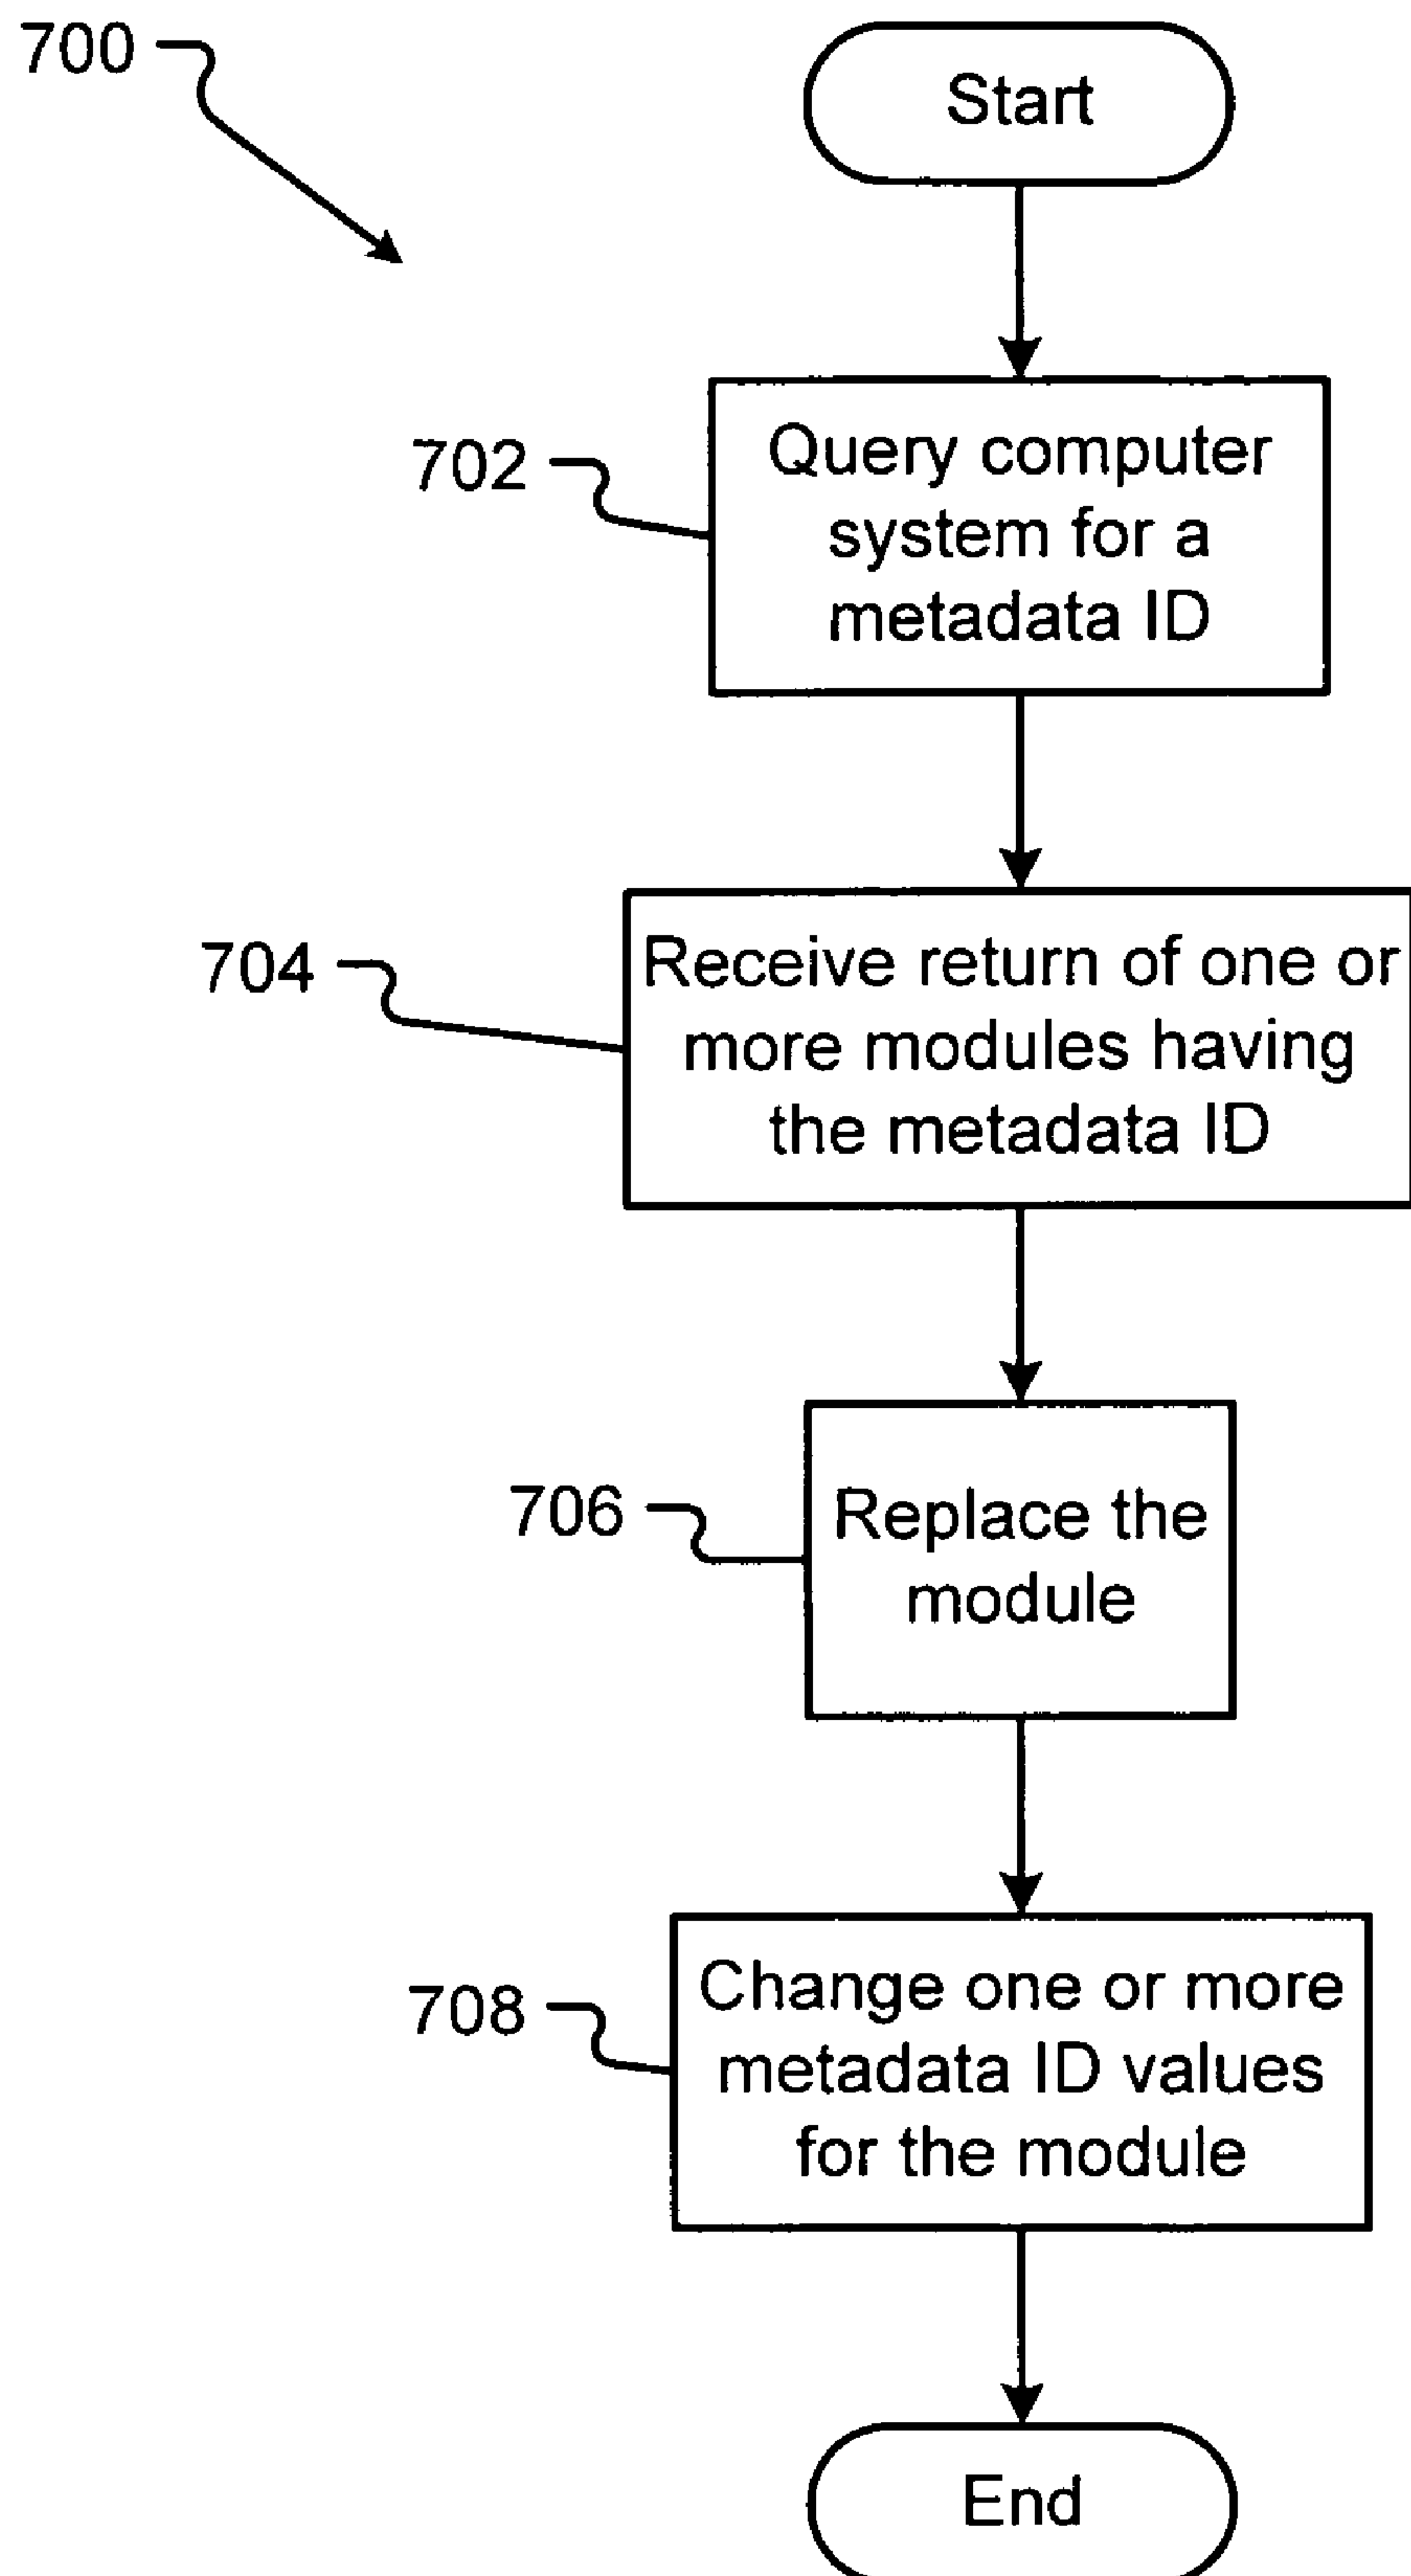 700
Start
702
Query computer
system for a
metadata ID
704
Receive return of one or
more modules having
the metadata ID
706
Replace the
module
708
Change one or more
metadata ID values
for the module
End